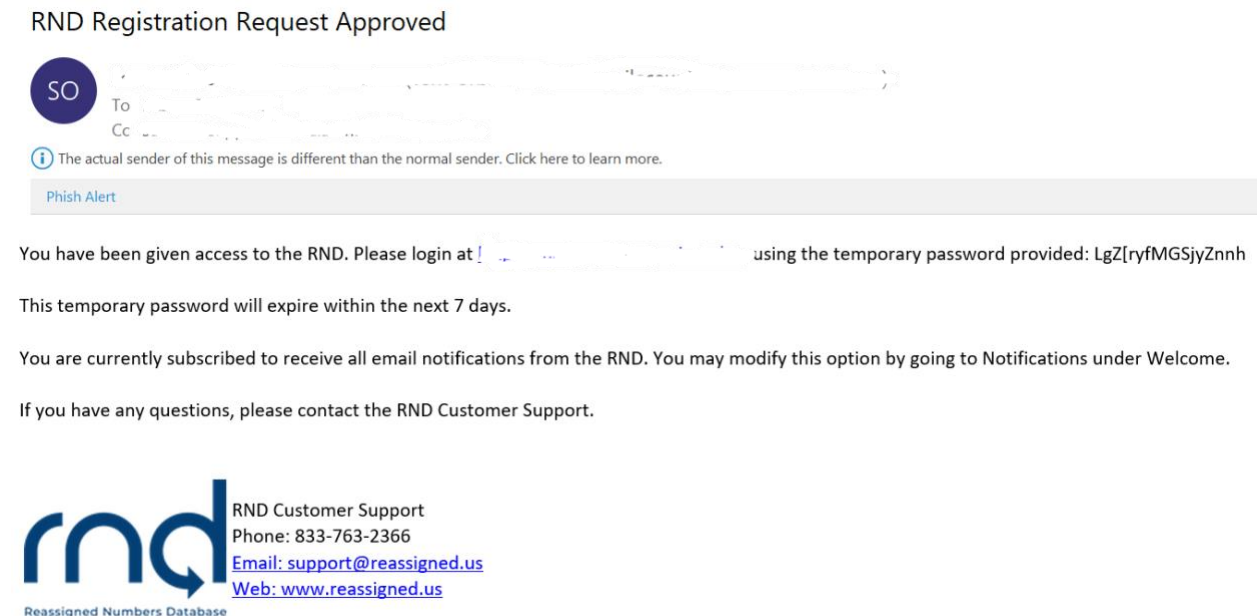 RND Registration Request Approved
SO
To
Cc
The actual sender of this message is different than the normal sender. Click here to learn more.
Phish Alert
You have been given access to the RND. Please login at using the temporary password provided: LgZ[ryfMGSjyZnnh
This temporary password will expire within the next 7 days.
You are currently subscribed to receive all email notifications from the RND. You may modify this option by going to Notifications under Welcome.
If you have any questions, please contact the RND Customer Support.
rnd
Reassigned Numbers Database
RND Customer Support
Phone: 833-763-2366
Email: support@reassigned.us
Web: www.reassigned.us